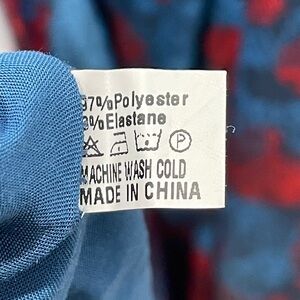 97%Polyester
3%Elastane
P
MACHINE WASH COLD
MADE IN CHINA